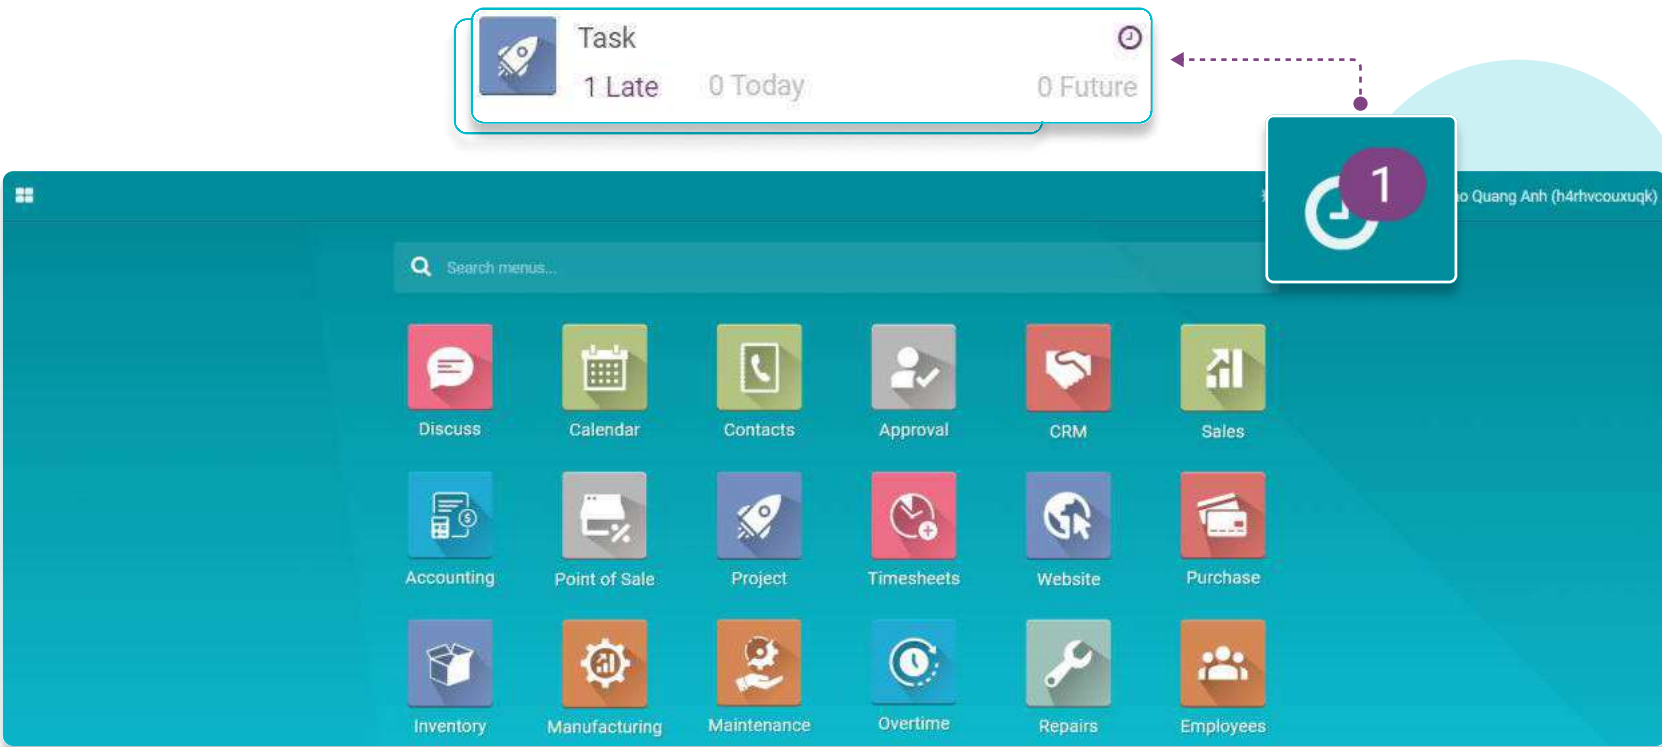 Task
1 Late 0 Today 0 Future
1
Quang Anh (h4rhvcouxuqk)
Search menus...
Discuss Calendar Contacts Approval CRM Sales
Accounting Point of Sale Project Timesheets Website Purchase
Inventory Manufacturing Maintenance Overtime Repairs Employees